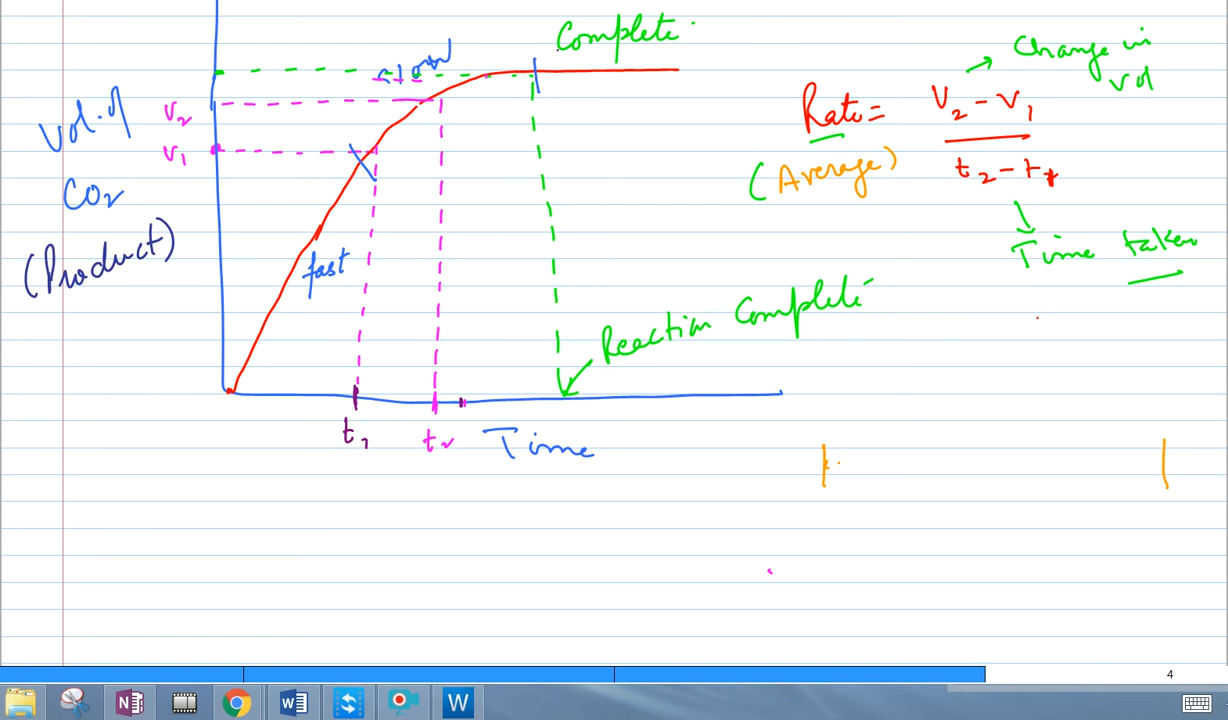 Complete
slow
Change in
vol
Vol. of
CO2
(Product)
V2
V1
Rate = V2 - V1
t2 - t1
(Average)
Time taken
fast
Reaction Complete
t1
t2
Time
4